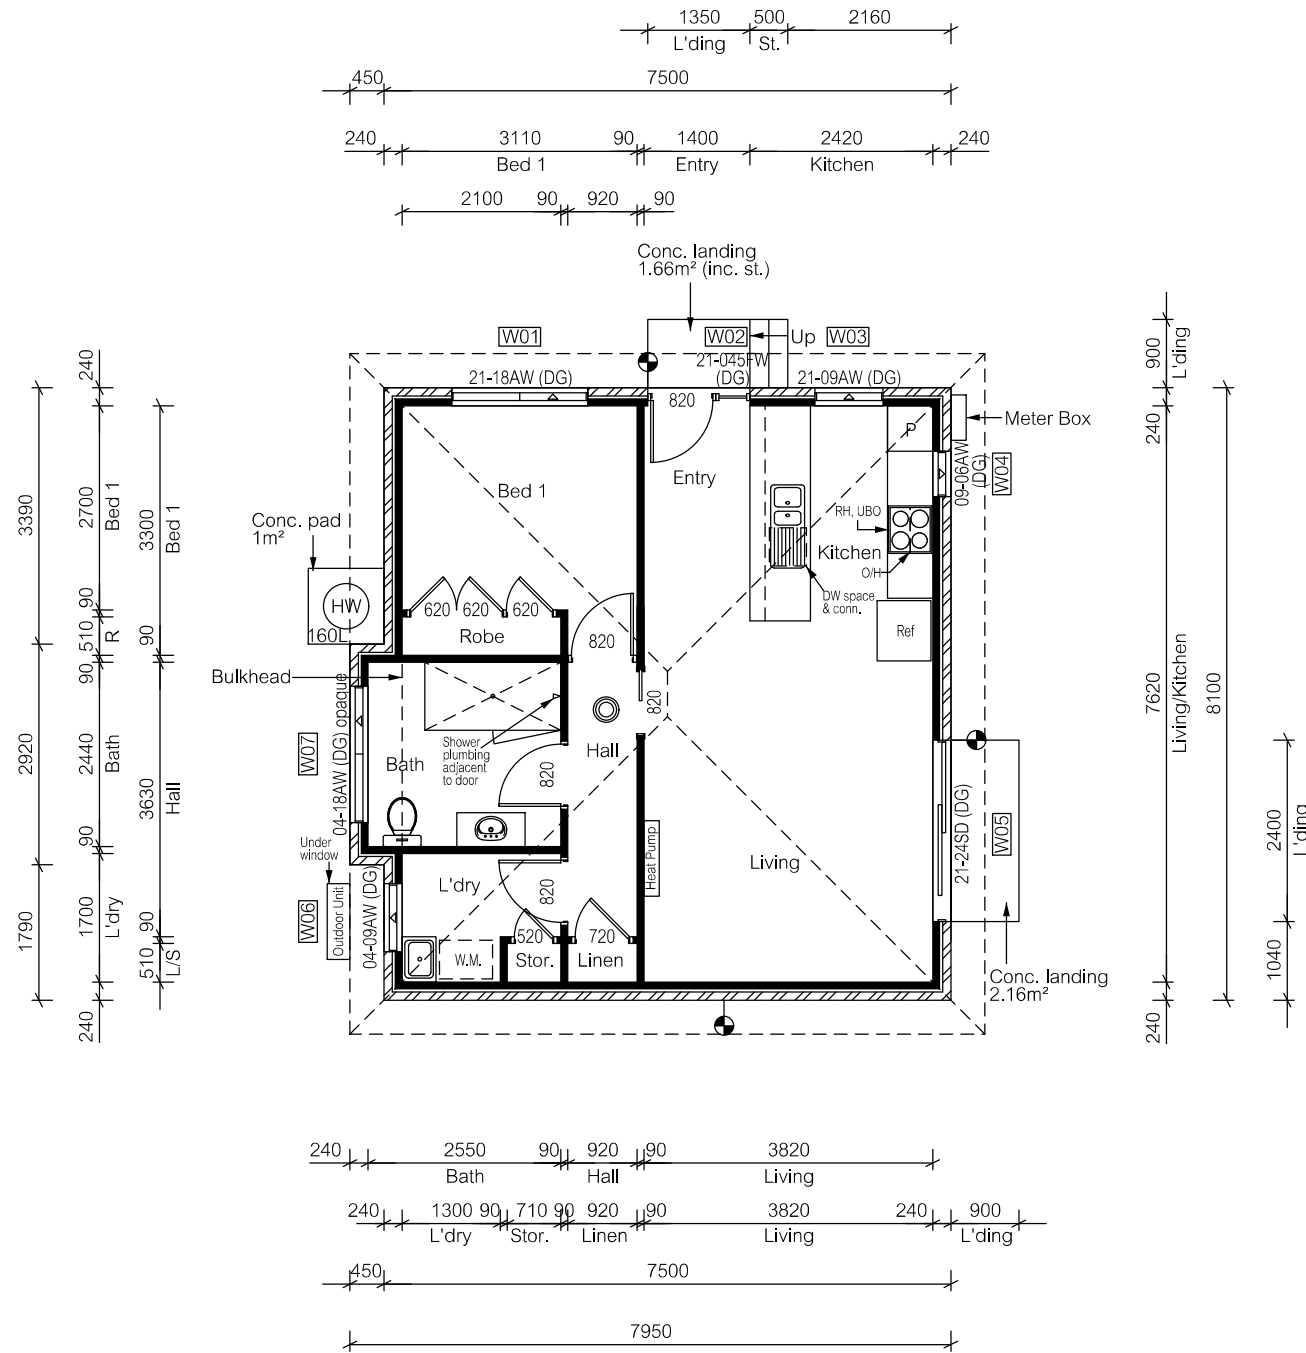 1350 500 2160
L'ding St.
450 7500
240 3110 90 1400 2420 240
Bed 1 Entry Kitchen
2100 90 920 90
Conc. landing
1.66m² (inc. st.)
W01 W02 Up W03
21-045FW
(DG)
21-18AW (DG)
21-09AW (DG)
820
Meter Box
P
Entry
09-06AW
(DG)
W04
Bed 1
RH, UBO
Kitchen
O/H
DW space
& conn.
Ref
Conc. pad
1m²
HW
160L
620 620 620
Robe
820
820
Bulkhead
Shower
plumbing
adjacent
to door
Hall
Bath
820
W07
04-18AW (DG) opaque
Under
window
Outdoor Unit
W06
04-09AW (DG)
L'dry
820
Heat Pump
Living
21-24SD (DG)
W05
520
720
W.M.
Stor.
Linen
Conc. landing
2.16m²
3390
2920
1790
240
2700
Bed 1
90
510
R
90
2440
Bath
90
1700
L'dry
240
3300
Bed 1
90
3630
Hall
90
510
L/S
900
L'ding
240
7620
Living/Kitchen
240
8100
2400
L'ding
1040
240 2550 90 920 90 3820
Bath Hall Living
240 1300 90 710 90 920 90 3820 240 900
L'dry Stor. Linen Living L'ding
450 7500
7950